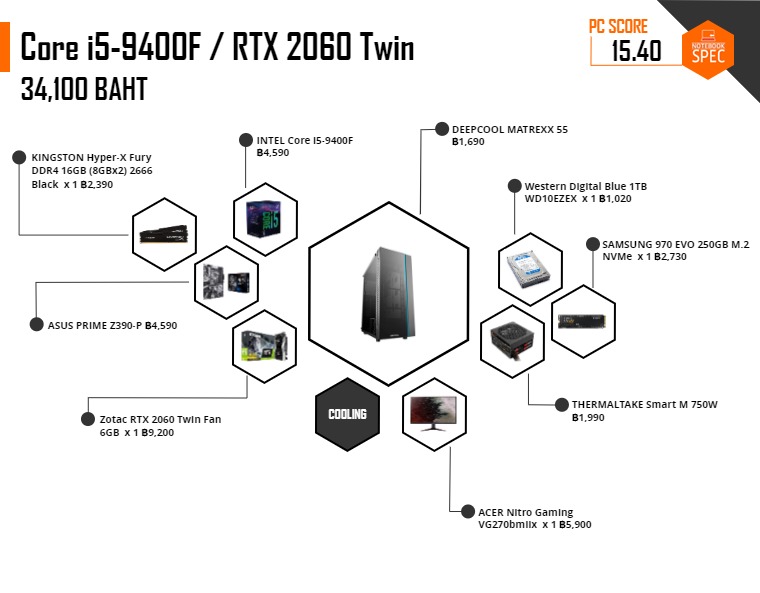 Core i5-9400F / RTX 2060 Twin
34,100 BAHT
PC SCORE
15.40
NOTEBOOK
SPEC
KINGSTON Hyper-X Fury
DDR4 16GB (8GBx2) 2666
Black x 1 ฿2,390
INTEL Core I5-9400F
฿4,590
DEEPCOOL MATREXX 55
฿1,690
Western Digital Blue 1TB
WD10EZEX x 1 ฿1,020
SAMSUNG 970 EVO 250GB M.2
NVMe x 1 ฿2,730
ASUS PRIME Z390-P ฿4,590
Zotac RTX 2060 Twin Fan
6GB x 1 ฿9,200
COOLING
THERMALTAKE Smart M 750W
฿1,990
ACER Nitro Gaming
VG270bmiix x 1 ฿5,900